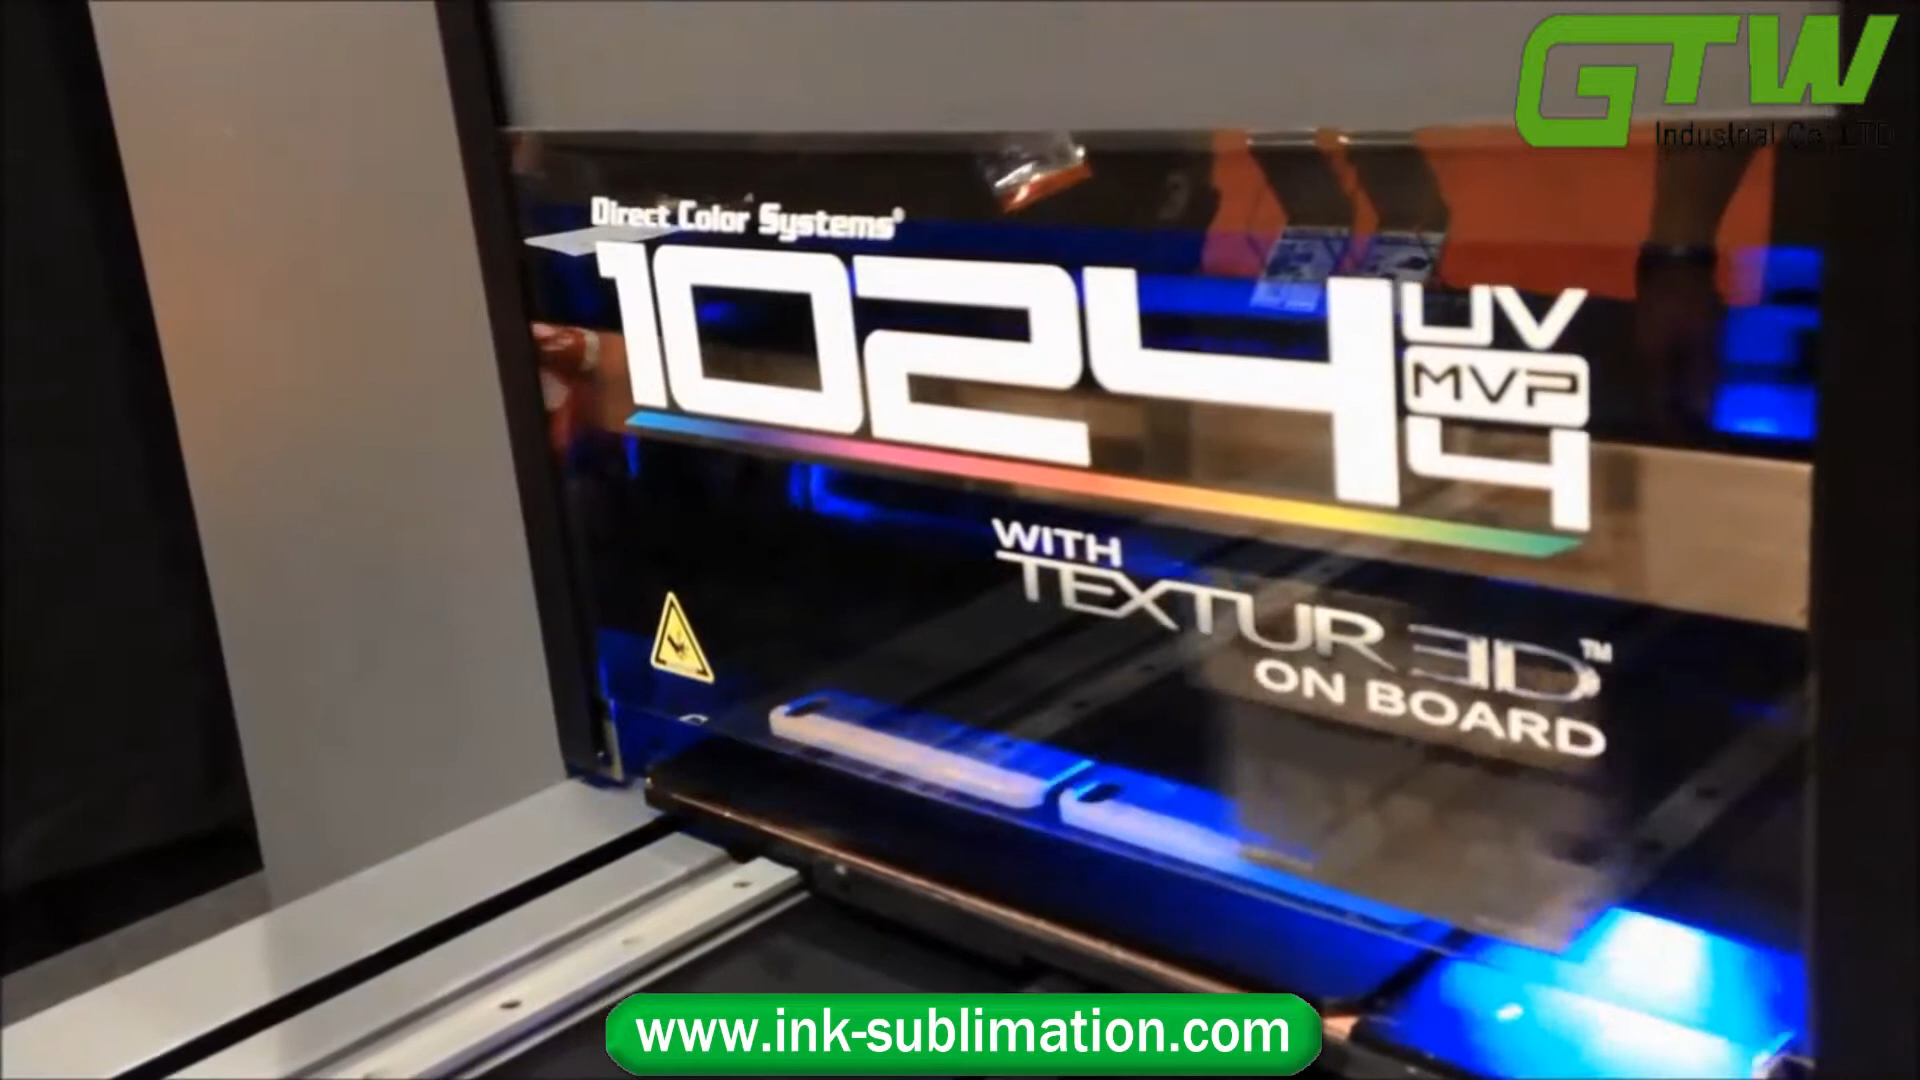 GTW
Industrial Co., LTD
Direct Color Systems®
1024 UV
MVP
4
WITH
TEXTUR3D™
ON BOARD
www.ink-sublimation.com